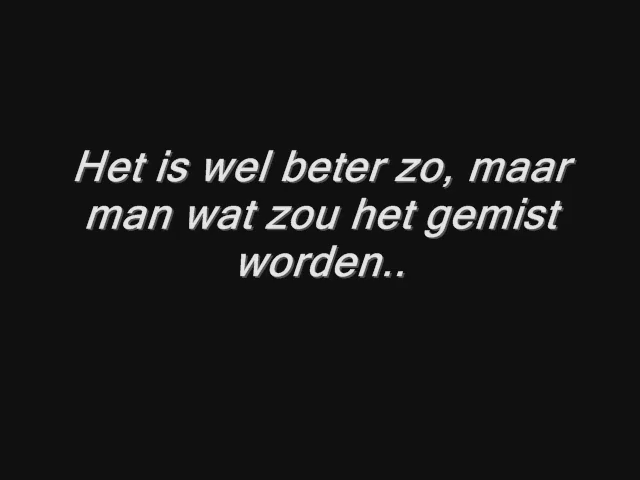 Het is wel beter zo, maar
man wat zou het gemist
worden..